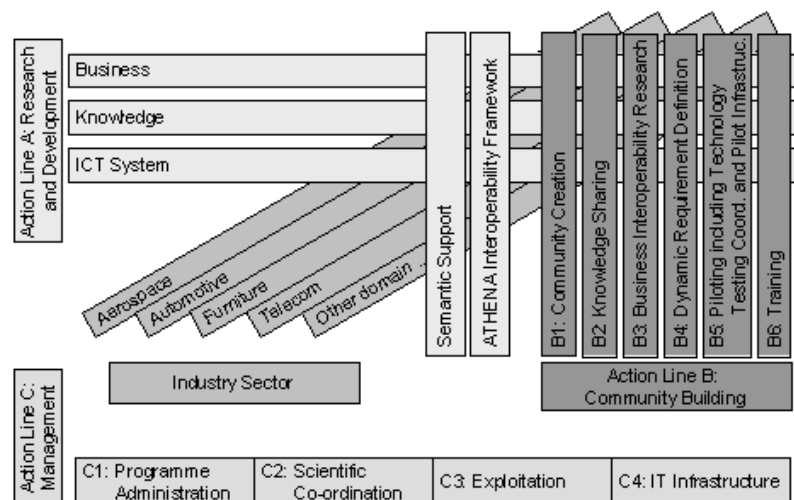 Action Line A: Research
and Development
Business
Knowledge
ICT System
Aerospace
Automotive
Furniture
Telecom
Other domain ...
Semantic Support
ATHENA Interoperability Framework
B1: Community Creation
B2 Knowledge Sharing
B3: Business Interoperability Research
B4: Dynamic Requirement Definition
B5: Piloting including Technology
Testing Coord. and Pilot Infrastruc.
B6: Training
Industry Sector
Action Line B:
Community Building
Action Line C:
Management
C1: Programme
Administration
C2: Scientific
Co-ordination
C3: Exploitation
C4: IT Infrastructure